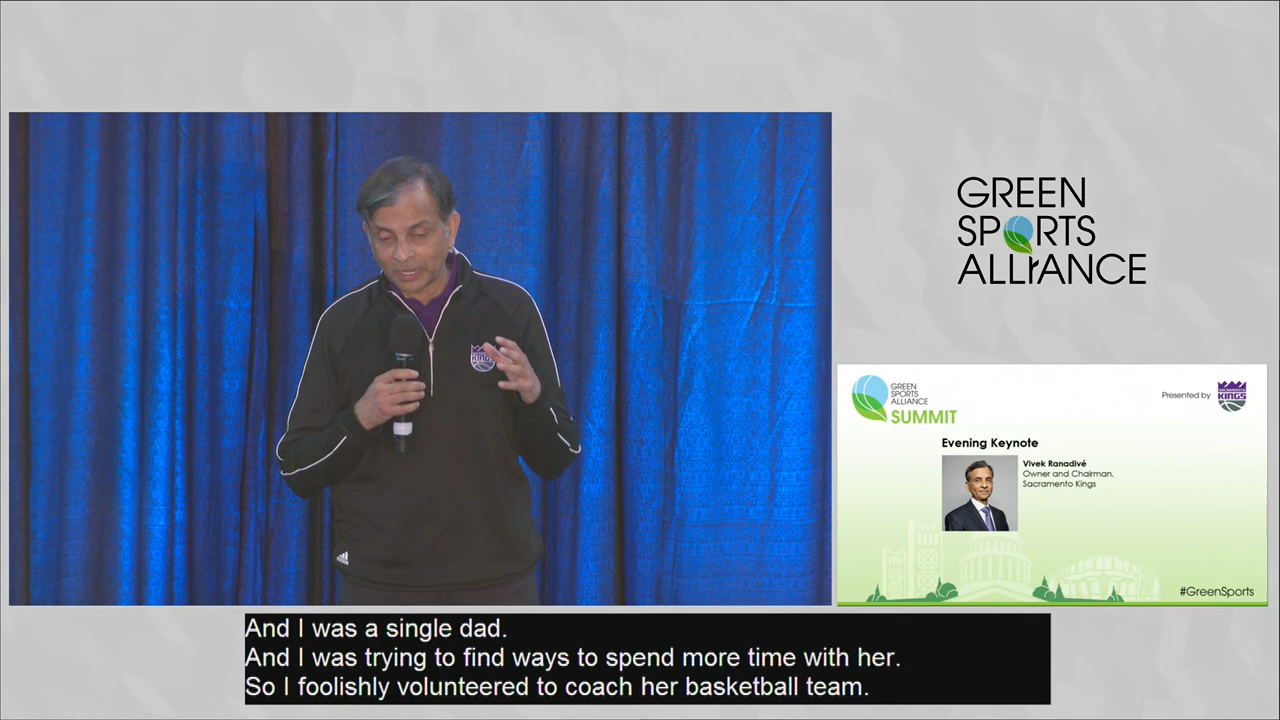 GREEN
SPORTS
ALLIANCE
KINGS
GREEN
SPORTS
ALLIANCE
SUMMIT
Presented by
SACRAMENTO
KINGS
Evening Keynote
Vivek Ranadivé
Owner and Chairman,
Sacramento Kings
#GreenSports
And I was a single dad.
And I was trying to find ways to spend more time with her.
So I foolishly volunteered to coach her basketball team.